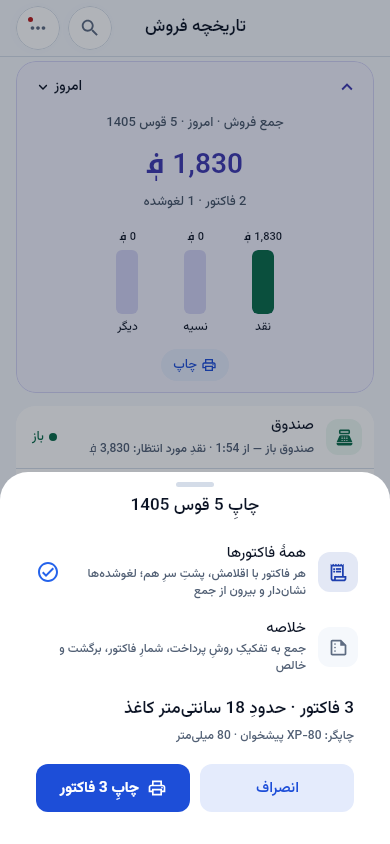 تاریخچه فروش
امروز
جمع فروش · امروز · 5 قوس 1405
1,830 ؋
2 فاکتور · 1 لغوشده
1,830 ؋
0 ؋
0 ؋
نقد
نسیه
دیگر
چاپ
صندوق
صندوق باز — از 1:54 · نقدِ مورد انتظار: 3,830 ؋
باز
چاپِ 5 قوس 1405
همهٔ فاکتورها
هر فاکتور با اقلامش، پشتِ سرِ هم؛ لغوشده‌ها
نشان‌دار و بیرون از جمع
خلاصه
جمع به تفکیکِ روشِ پرداخت، شمارِ فاکتور، برگشت و
خالص
3 فاکتور · حدودِ 18 سانتی‌متر کاغذ
چاپگر: XP-80 پیشخوان · 80 میلی‌متر
انصراف
چاپِ 3 فاکتور